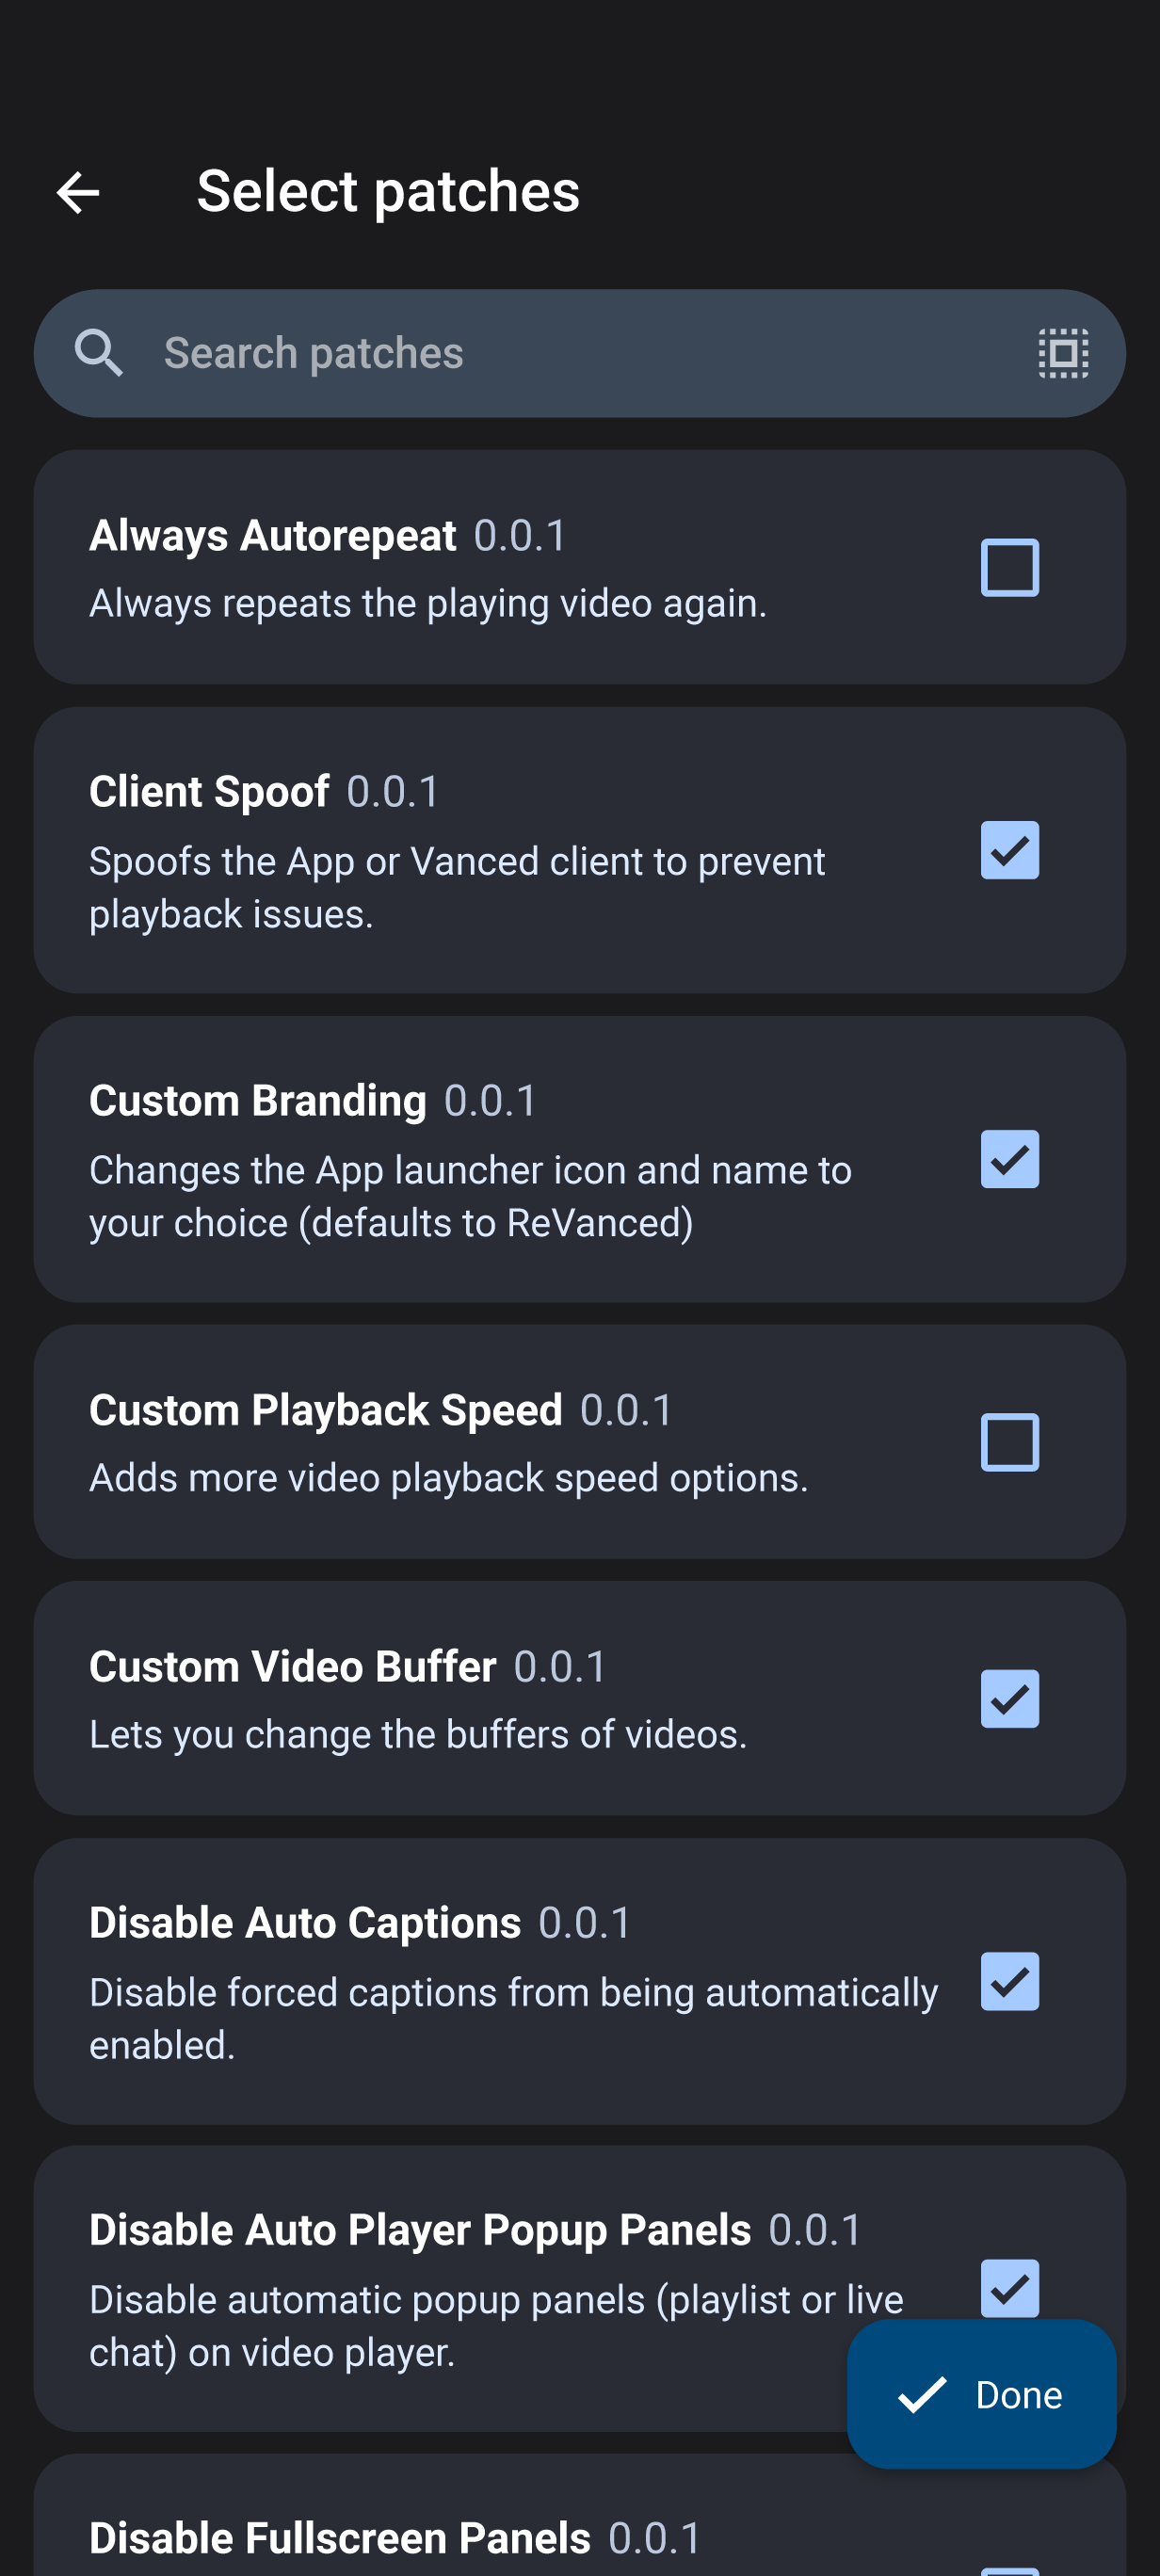 Select patches
Search patches
Always Autorepeat 0.0.1
Always repeats the playing video again.
Client Spoof 0.0.1
Spoofs the App or Vanced client to prevent
playback issues.
Custom Branding 0.0.1
Changes the App launcher icon and name to
your choice (defaults to ReVanced)
Custom Playback Speed 0.0.1
Adds more video playback speed options.
Custom Video Buffer 0.0.1
Lets you change the buffers of videos.
Disable Auto Captions 0.0.1
Disable forced captions from being automatically
enabled.
Disable Auto Player Popup Panels 0.0.1
Disable automatic popup panels (playlist or live
chat) on video player.
Done
Disable Fullscreen Panels 0.0.1